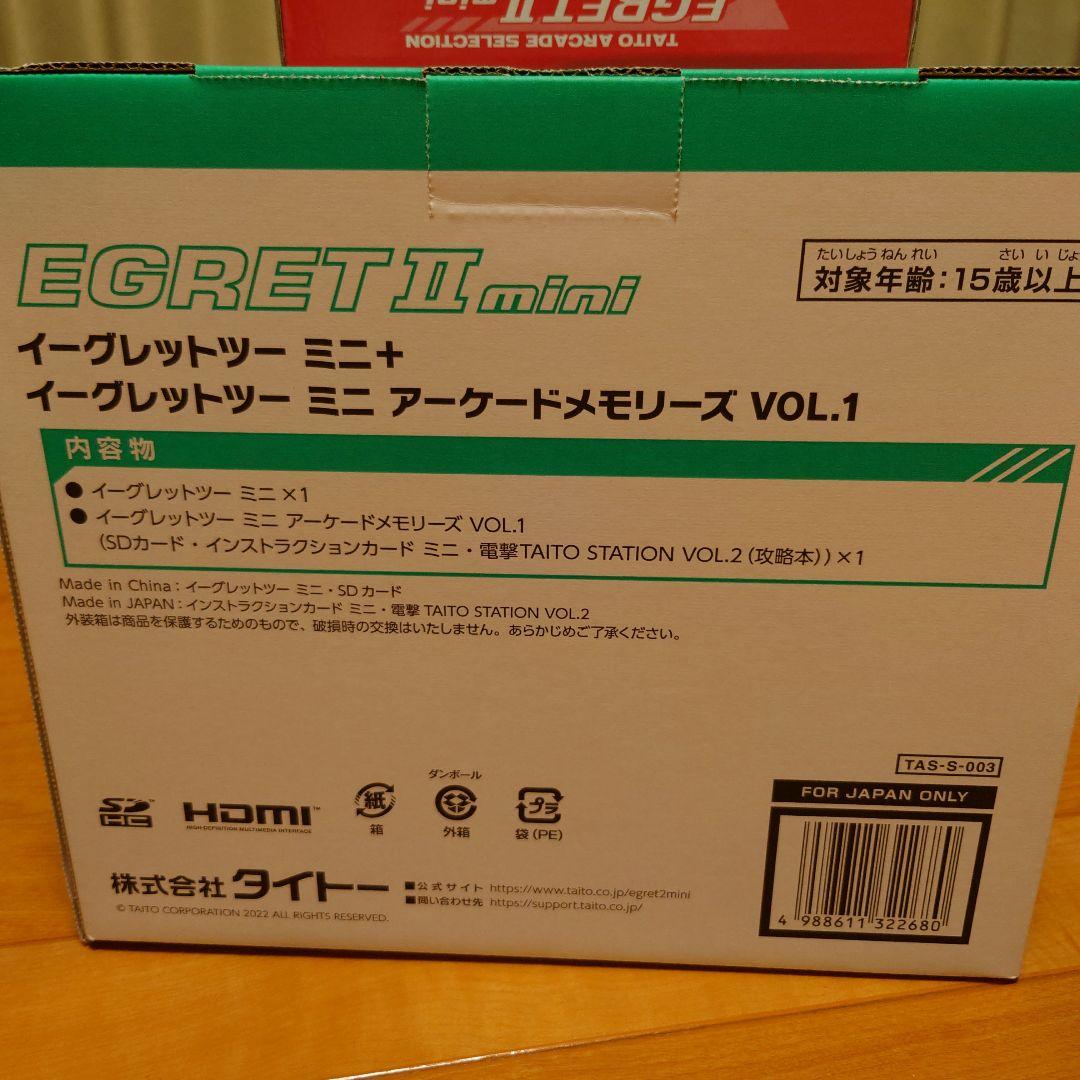 EGRET II mini
TAITO ARCADE SELECTION
EGRET II mini
たいしょうねんれい さいいじょ
対象年齢:15歳以上
イーグレットツー ミニ+
イーグレットツー ミニ アーケードメモリーズ VOL.1
内容物
● イーグレットツー ミニ×1
● イーグレットツー ミニ アーケードメモリーズ VOL.1
(SDカード・インストラクションカード ミニ・電撃TAITO STATION VOL.2(攻略本))×1
Made in China:イーグレットツー ミニ・SDカード
Made in JAPAN:インストラクションカード ミニ・電撃 TAITO STATION VOL.2
外装箱は商品を保護するためのもので、破損時の交換はいたしません。あらかじめご了承ください。
TAS-S-003
FOR JAPAN ONLY
SD HC
HDMI™
HIGH-DEFINITION MULTIMEDIA INTERFACE
紙
箱
ダンボール
外箱
プラ
袋(PE)
4 988611 322680
株式会社タイトー
■公式サイト https://www.taito.co.jp/egret2mini
■問い合わせ先 https://support.taito.co.jp/
© TAITO CORPORATION 2022 ALL RIGHTS RESERVED.